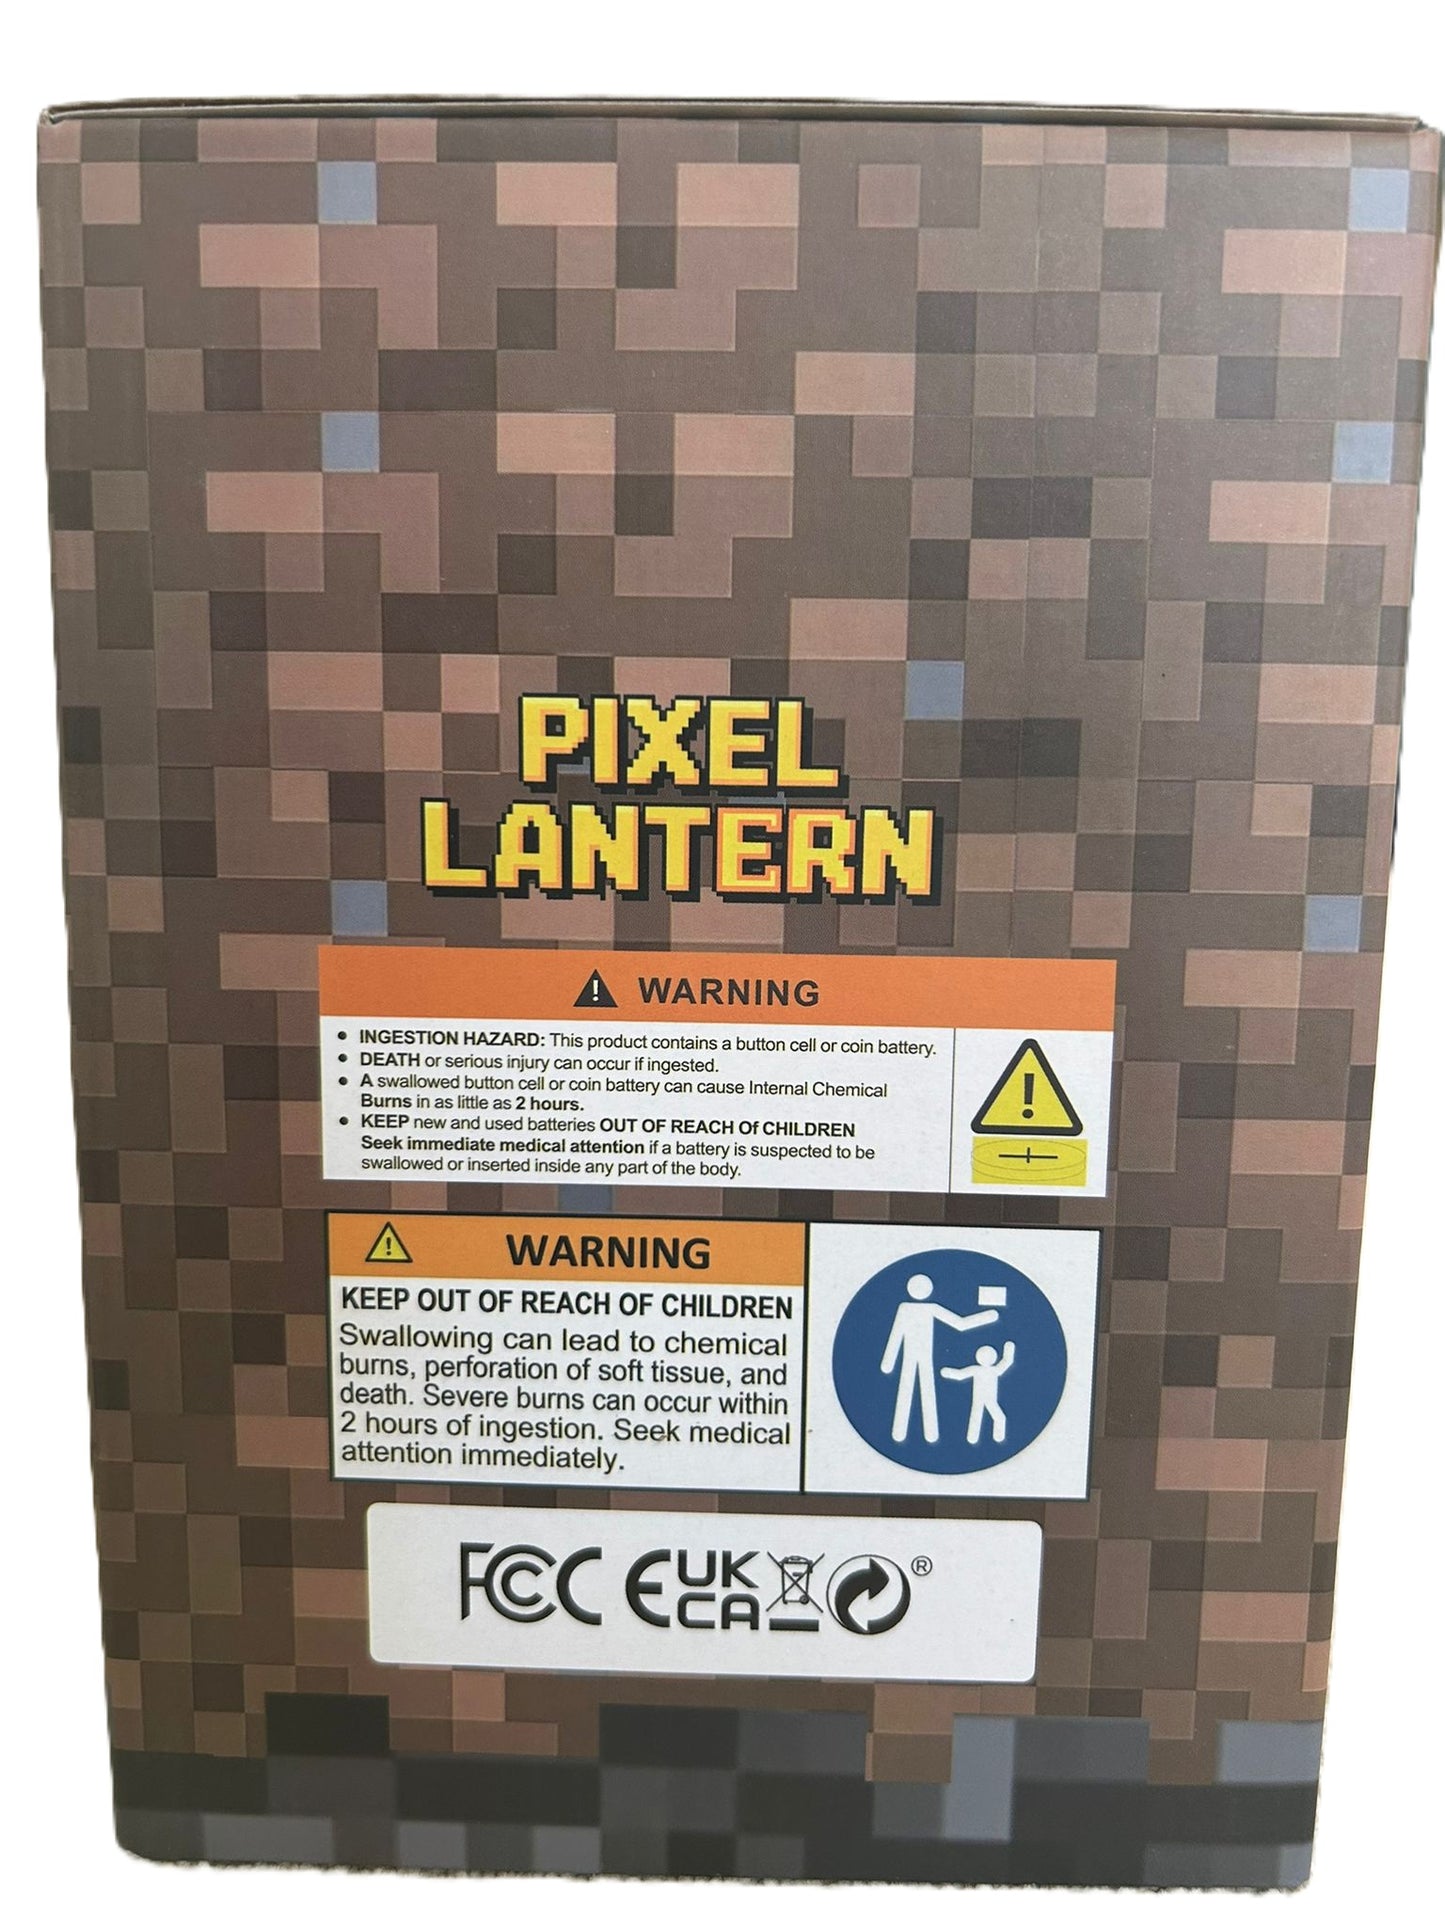 PIXEL
LANTERN
WARNING
• INGESTION HAZARD: This product contains a button cell or coin battery.
• DEATH or serious injury can occur if ingested.
• A swallowed button cell or coin battery can cause Internal Chemical
Burns in as little as 2 hours.
• KEEP new and used batteries OUT OF REACH Of CHILDREN
Seek immediate medical attention if a battery is suspected to be
swallowed or inserted inside any part of the body.
WARNING
KEEP OUT OF REACH OF CHILDREN
Swallowing can lead to chemical
burns, perforation of soft tissue, and
death. Severe burns can occur within
2 hours of ingestion. Seek medical
attention immediately.
FCC CE UK CA ®